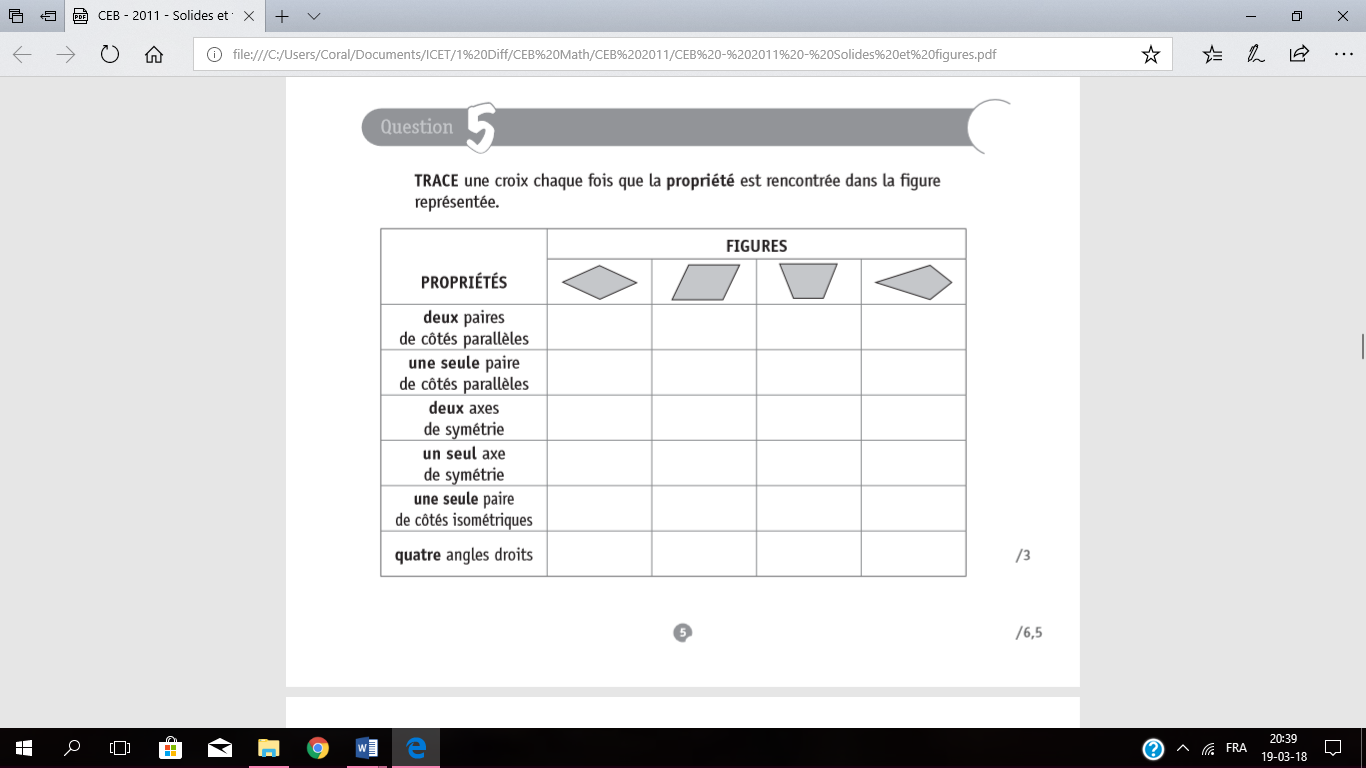 CEB - 2011 - Solides et
file:///C:/Users/Coral/Documents/ICET/1%20Diff/CEB%20Math/CEB%202011/CEB%20-%202011%20-%20Solides%20et%20figures.pdf
Question 5
TRACE une croix chaque fois que la propriété est rencontrée dans la figure
représentée.
FIGURES
PROPRIÉTÉS
deux paires
de côtés parallèles
une seule paire
de côtés parallèles
deux axes
de symétrie
un seul axe
de symétrie
une seule paire
de côtés isométriques
quatre angles droits
/3
5
/6,5
FRA
20:39
19-03-18